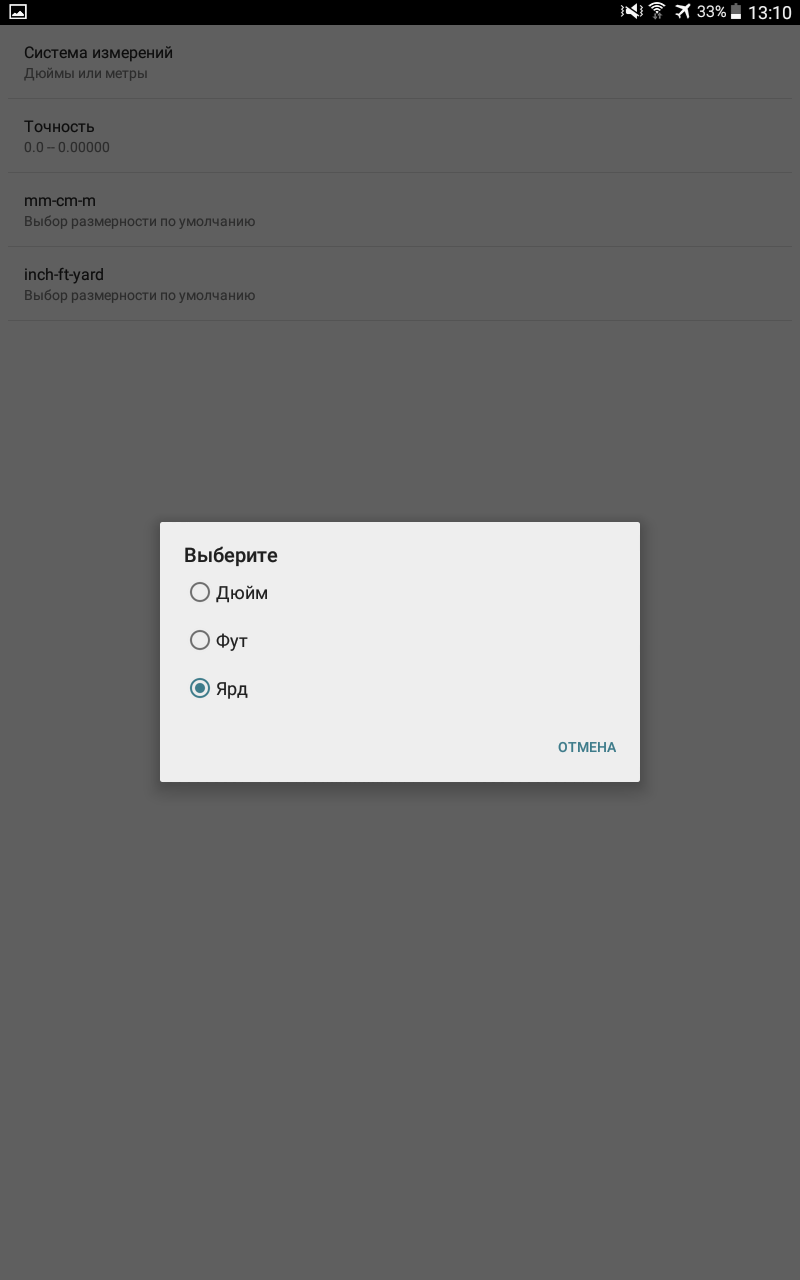 33% 13:10
Система измерений
Дюймы или метры
Точность
0.0 – 0.00000
mm-cm-m
Выбор размерности по умолчанию
inch-ft-yard
Выбор размерности по умолчанию
Выберите
Дюйм
Фут
Ярд
ОТМЕНА